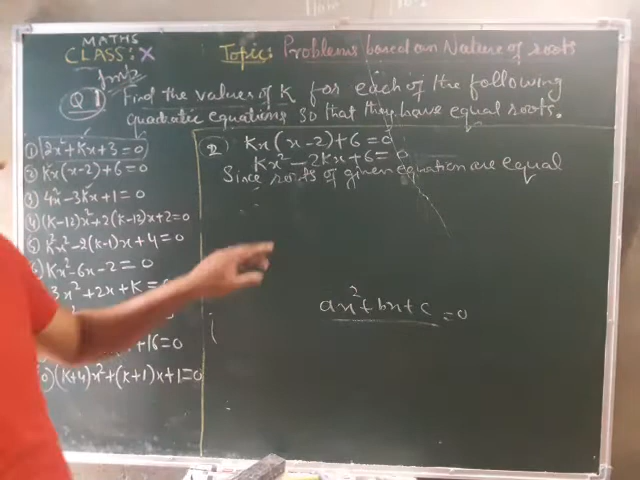 MATHS
CLASS: X
Topic: Problems based on Nature of roots
Imp
Q1 Find the values of K for each of the following
quadratic equations so that they have equal roots.
① 2x²+Kx+3=0
② Kx(x-2)+6=0
③ 4x²-3Kx+1=0
④ (K-12)x²+2(K-12)x+2=0
⑤ K²x²-2(K-1)x+4=0
Kx²-6x-2=0
3x²+2x+K=
+16=0
(K+4)x²+(K+1)x+1=0
2 Kx(x-2)+6=0
Kx²-2Kx+6=0
Since roots of given equation are equal
ax²+bx+c=0